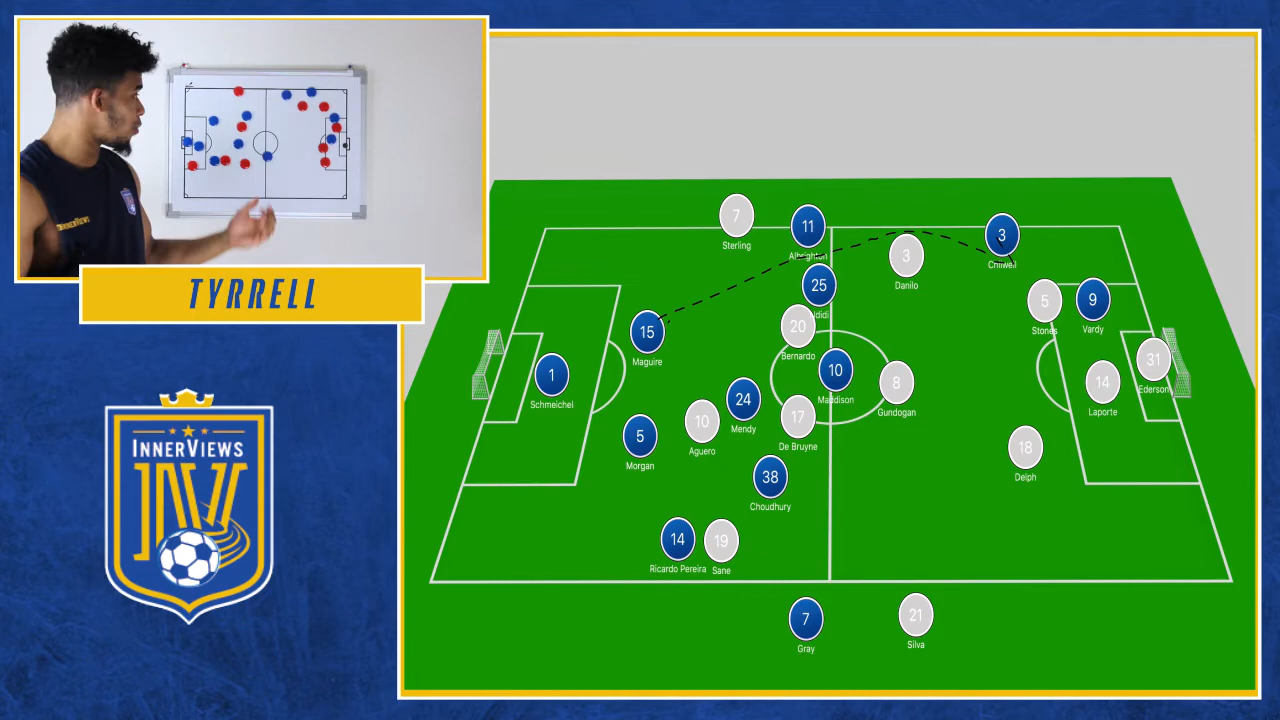 TYRRELL
INNERVIEWS
IV
7
Sterling
11
Albrighton
3
Chilwell
3
Danilo
25
Ndidi
5
Stones
9
Vardy
20
Bernardo
15
Maguire
31
Ederson
1
Schmeichel
10
Maddison
8
Gundogan
14
Laporte
24
Mendy
10
Aguero
17
De Bruyne
5
Morgan
18
Delph
38
Choudhury
14
Ricardo Pereira
19
Sane
7
Gray
21
Silva